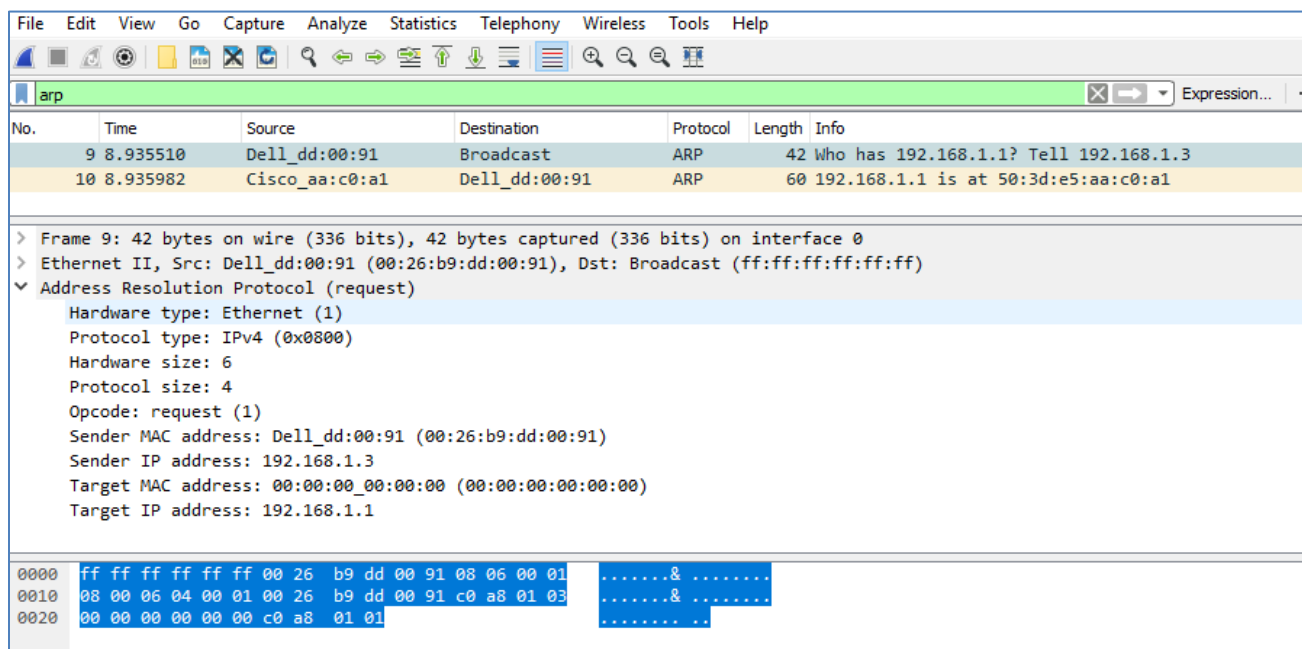 File Edit View Go Capture Analyze Statistics Telephony Wireless Tools Help
arp Expression...
No. Time Source Destination Protocol Length Info
9 8.935510 Dell_dd:00:91 Broadcast ARP 42 Who has 192.168.1.1? Tell 192.168.1.3
10 8.935982 Cisco_aa:c0:a1 Dell_dd:00:91 ARP 60 192.168.1.1 is at 50:3d:e5:aa:c0:a1
> Frame 9: 42 bytes on wire (336 bits), 42 bytes captured (336 bits) on interface 0
> Ethernet II, Src: Dell_dd:00:91 (00:26:b9:dd:00:91), Dst: Broadcast (ff:ff:ff:ff:ff:ff)
Address Resolution Protocol (request)
Hardware type: Ethernet (1)
Protocol type: IPv4 (0x0800)
Hardware size: 6
Protocol size: 4
Opcode: request (1)
Sender MAC address: Dell_dd:00:91 (00:26:b9:dd:00:91)
Sender IP address: 192.168.1.3
Target MAC address: 00:00:00_00:00:00 (00:00:00:00:00:00)
Target IP address: 192.168.1.1
0000 ff ff ff ff ff ff 00 26 b9 dd 00 91 08 06 00 01 .......& ........
0010 08 00 06 04 00 01 00 26 b9 dd 00 91 c0 a8 01 03 .......& ........
0020 00 00 00 00 00 00 c0 a8 01 01 ........ ..